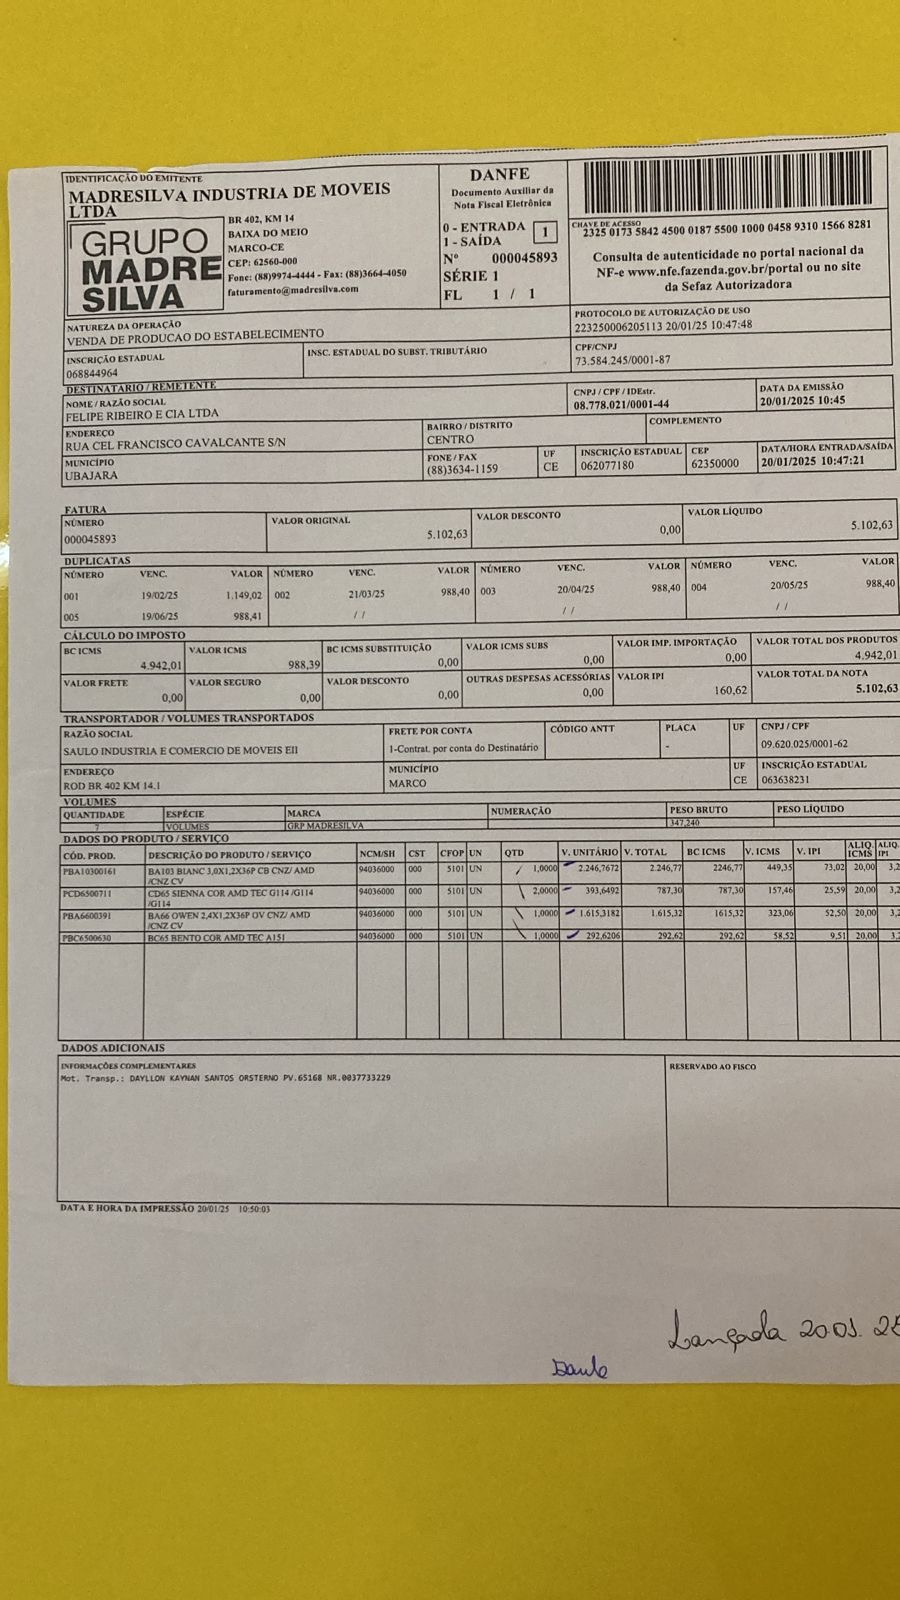 IDENTIFICAÇÃO DO EMITENTE
MADRESILVA INDUSTRIA DE MOVEIS
LTDA
GRUPO
MADRE
SILVA
BR 402, KM 14
BAIXA DO MEIO
MARCO-CE
CEP: 62560-000
Fone: (88)9974-4444 - Fax: (88)3664-4050
faturamento@madresilva.com
DANFE
Documento Auxiliar da
Nota Fiscal Eletrônica
0 - ENTRADA
1 - SAÍDA
1
Nº 000045893
SÉRIE 1
FL 1 / 1
CHAVE DE ACESSO
2325 0173 5842 4500 0187 5500 1000 0458 9310 1566 8281
Consulta de autenticidade no portal nacional da
NF-e www.nfe.fazenda.gov.br/portal ou no site
da Sefaz Autorizadora
NATUREZA DA OPERAÇÃO
VENDA DE PRODUCAO DO ESTABELECIMENTO
PROTOCOLO DE AUTORIZAÇÃO DE USO
223250006205113 20/01/25 10:47:48
INSCRIÇÃO ESTADUAL
068844964
INSC. ESTADUAL DO SUBST. TRIBUTÁRIO
CPF/CNPJ
73.584.245/0001-87
DESTINATÁRIO / REMETENTE
NOME / RAZÃO SOCIAL
FELIPE RIBEIRO E CIA LTDA
CNPJ / CPF / IDEstr.
08.778.021/0001-44
DATA DA EMISSÃO
20/01/2025 10:45
ENDEREÇO
RUA CEL FRANCISCO CAVALCANTE S/N
BAIRRO / DISTRITO
CENTRO
COMPLEMENTO
MUNICÍPIO
UBAJARA
FONE / FAX
(88)3634-1159
UF
CE
INSCRIÇÃO ESTADUAL
062077180
CEP
62350000
DATA/HORA ENTRADA/SAÍDA
20/01/2025 10:47:21
FATURA
NÚMERO VALOR ORIGINAL VALOR DESCONTO VALOR LÍQUIDO
000045893 5.102,63 0,00 5.102,63
DUPLICATAS
NÚMERO VENC. VALOR NÚMERO VENC. VALOR NÚMERO VENC. VALOR NÚMERO VENC. VALOR
001 19/02/25 1.149,02 002 21/03/25 988,40 003 20/04/25 988,40 004 20/05/25 988,40
005 19/06/25 988,41 / / / / / /
CÁLCULO DO IMPOSTO
BC ICMS VALOR ICMS BC ICMS SUBSTITUIÇÃO VALOR ICMS SUBS VALOR IMP. IMPORTAÇÃO VALOR TOTAL DOS PRODUTOS
4.942,01 988,39 0,00 0,00 0,00 4.942,01
VALOR FRETE VALOR SEGURO VALOR DESCONTO OUTRAS DESPESAS ACESSÓRIAS VALOR IPI VALOR TOTAL DA NOTA
0,00 0,00 0,00 0,00 160,62 5.102,63
TRANSPORTADOR / VOLUMES TRANSPORTADOS
RAZÃO SOCIAL FRETE POR CONTA CÓDIGO ANTT PLACA UF CNPJ / CPF
SAULO INDUSTRIA E COMERCIO DE MOVEIS EII 1-Contrat. por conta do Destinatário - 09.620.025/0001-62
ENDEREÇO MUNICÍPIO UF INSCRIÇÃO ESTADUAL
ROD BR 402 KM 14.1 MARCO CE 063638231
VOLUMES
QUANTIDADE ESPÉCIE MARCA NUMERAÇÃO PESO BRUTO PESO LÍQUIDO
7 VOLUMES GRP MADRESILVA 347,240
DADOS DO PRODUTO / SERVIÇO
CÓD. PROD. DESCRIÇÃO DO PRODUTO / SERVIÇO NCM/SH CST CFOP UN QTD V. UNITÁRIO V. TOTAL BC ICMS V. ICMS V. IPI ALIQ. ICMS ALIQ. IPI
PBA10300161 BA103 BLANC 3,0X1,2X36P CB CNZ/ AMD 94036000 000 5101 UN 1,0000 2.246,7672 2.246,77 2246,77 449,35 73,02 20,00 3,2
/CNZ CV
PCD6500711 CD65 SIENNA COR AMD TEC G114 /G114 94036000 000 5101 UN 2,0000 393,6492 787,30 787,30 157,46 25,59 20,00 3,2
/G114
PBA6600391 BA66 OWEN 2,4X1,2X36P OV CNZ/ AMD 94036000 000 5101 UN 1,0000 1.615,3182 1.615,32 1615,32 323,06 52,50 20,00 3,2
/CNZ CV
PBC6500630 BC65 BENTO COR AMD TEC A151 94036000 000 5101 UN 1,0000 292,6206 292,62 292,62 58,52 9,51 20,00 3,2
DADOS ADICIONAIS
INFORMAÇÕES COMPLEMENTARES
RESERVADO AO FISCO
Mot. Transp.: DAYLLON KAYNAN SANTOS ORSTERNO PV.65168 NR.0037733229
DATA E HORA DA IMPRESSÃO 20/01/25 10:50:03
Lançada 20.01.25